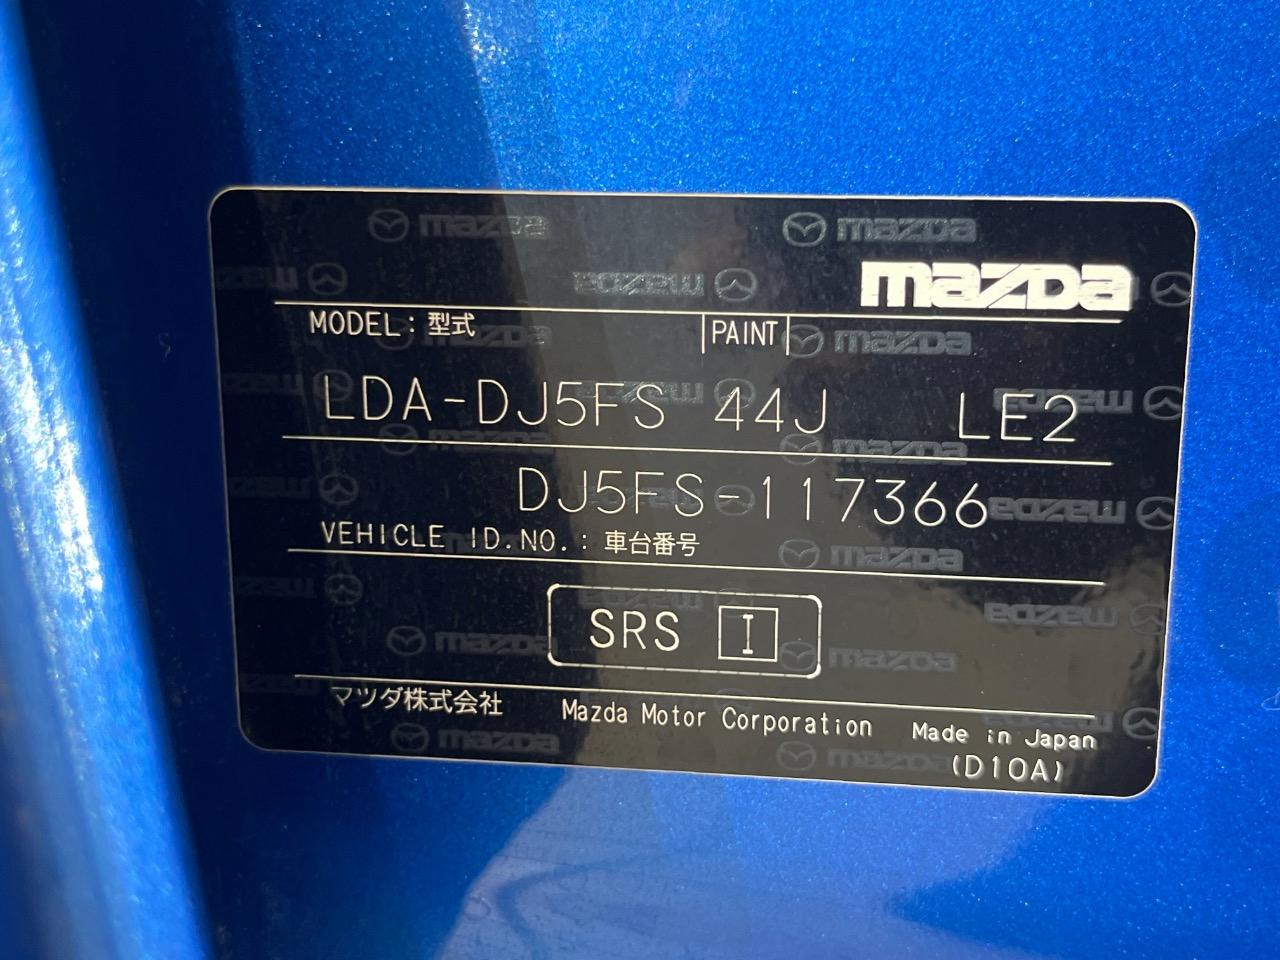 mazda
MODEL : 型式 PAINT
LDA-DJ5FS 44J LE2
DJ5FS-117366
VEHICLE ID.NO. : 車台番号
SRS I
マツダ株式会社 Mazda Motor Corporation Made in Japan
(D10A)